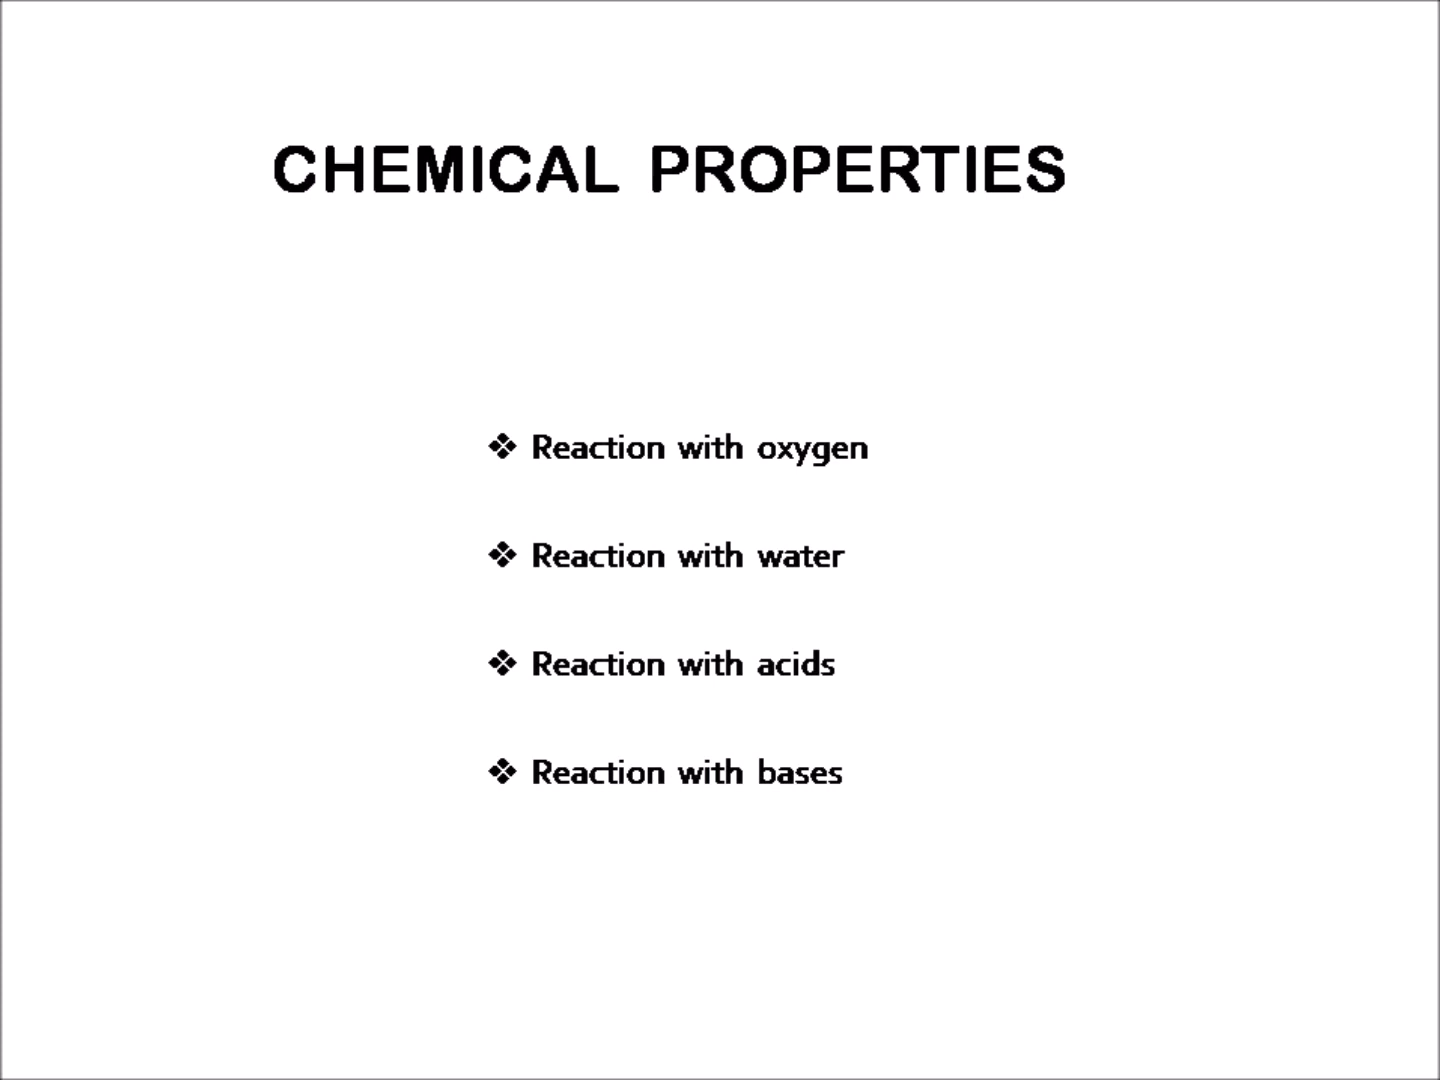 CHEMICAL PROPERTIES
❖ Reaction with oxygen
❖ Reaction with water
❖ Reaction with acids
❖ Reaction with bases